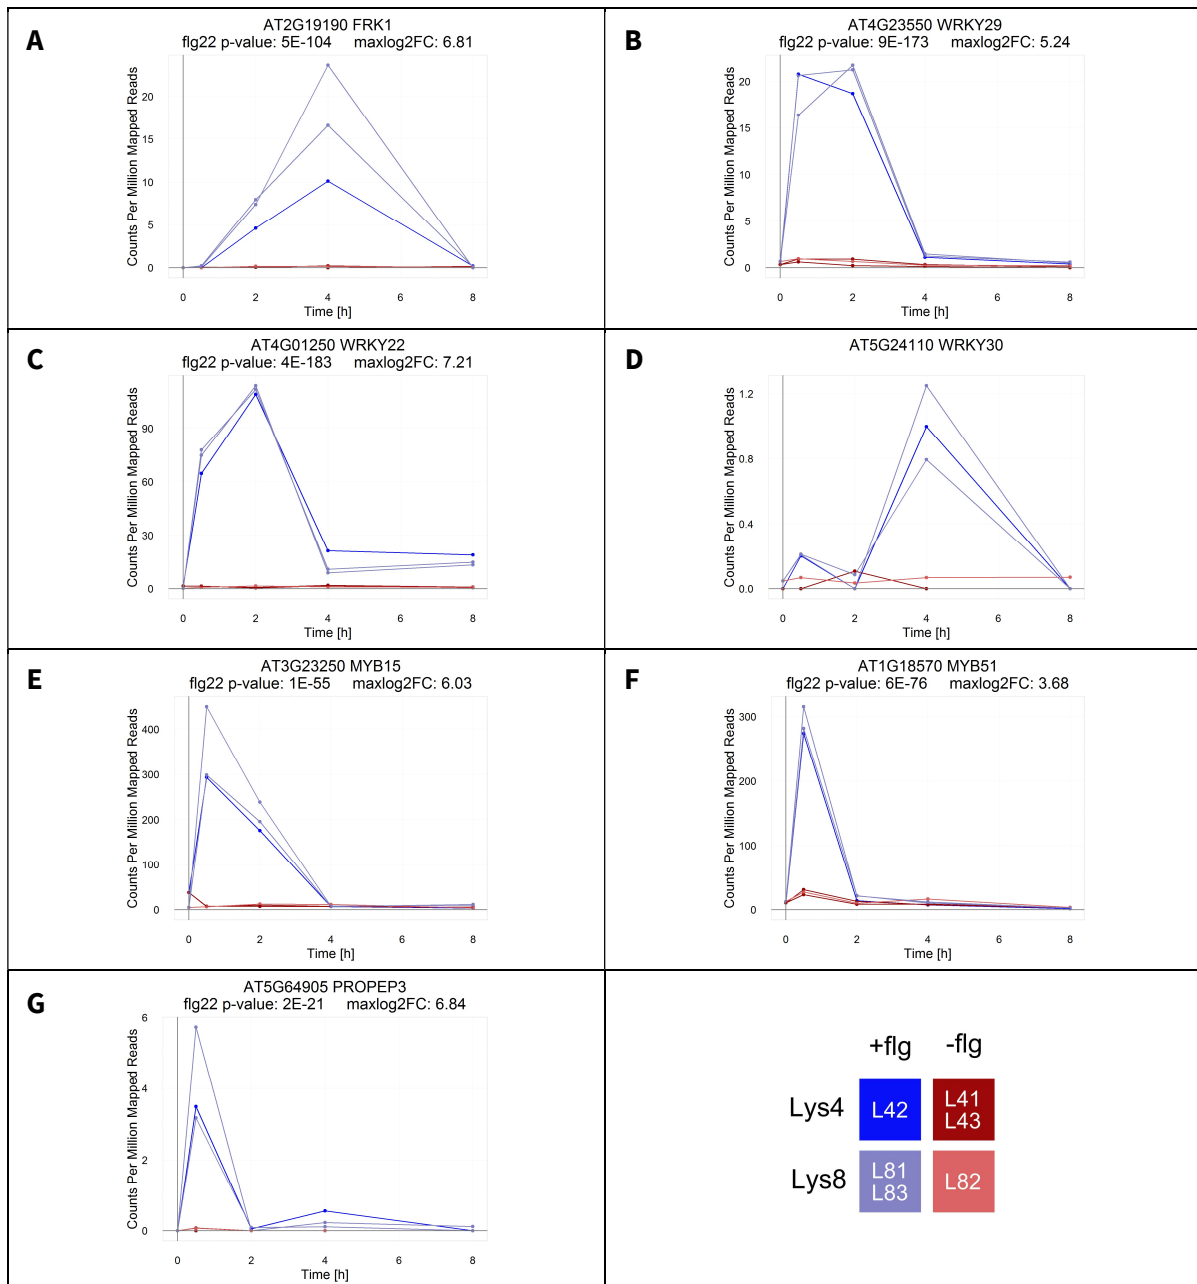 A
AT2G19190 FRK1
flg22 p-value: 5E-104 maxlog2FC: 6.81
Counts Per Million Mapped Reads
20
15
10
5
0
0 2 4 6 8
Time [h]
B
AT4G23550 WRKY29
flg22 p-value: 9E-173 maxlog2FC: 5.24
Counts Per Million Mapped Reads
20
15
10
5
0
0 2 4 6 8
Time [h]
C
AT4G01250 WRKY22
flg22 p-value: 4E-183 maxlog2FC: 7.21
Counts Per Million Mapped Reads
90
60
30
0
0 2 4 6 8
Time [h]
D
AT5G24110 WRKY30
Counts Per Million Mapped Reads
1.2
0.8
0.4
0.0
0 2 4 6 8
Time [h]
E
AT3G23250 MYB15
flg22 p-value: 1E-55 maxlog2FC: 6.03
Counts Per Million Mapped Reads
400
300
200
100
0
0 2 4 6 8
Time [h]
F
AT1G18570 MYB51
flg22 p-value: 6E-76 maxlog2FC: 3.68
Counts Per Million Mapped Reads
300
200
100
0
0 2 4 6 8
Time [h]
G
AT5G64905 PROPEP3
flg22 p-value: 2E-21 maxlog2FC: 6.84
Counts Per Million Mapped Reads
6
4
2
0
0 2 4 6 8
Time [h]
+flg -flg
Lys4
L42
L41
L43
Lys8
L81
L83
L82